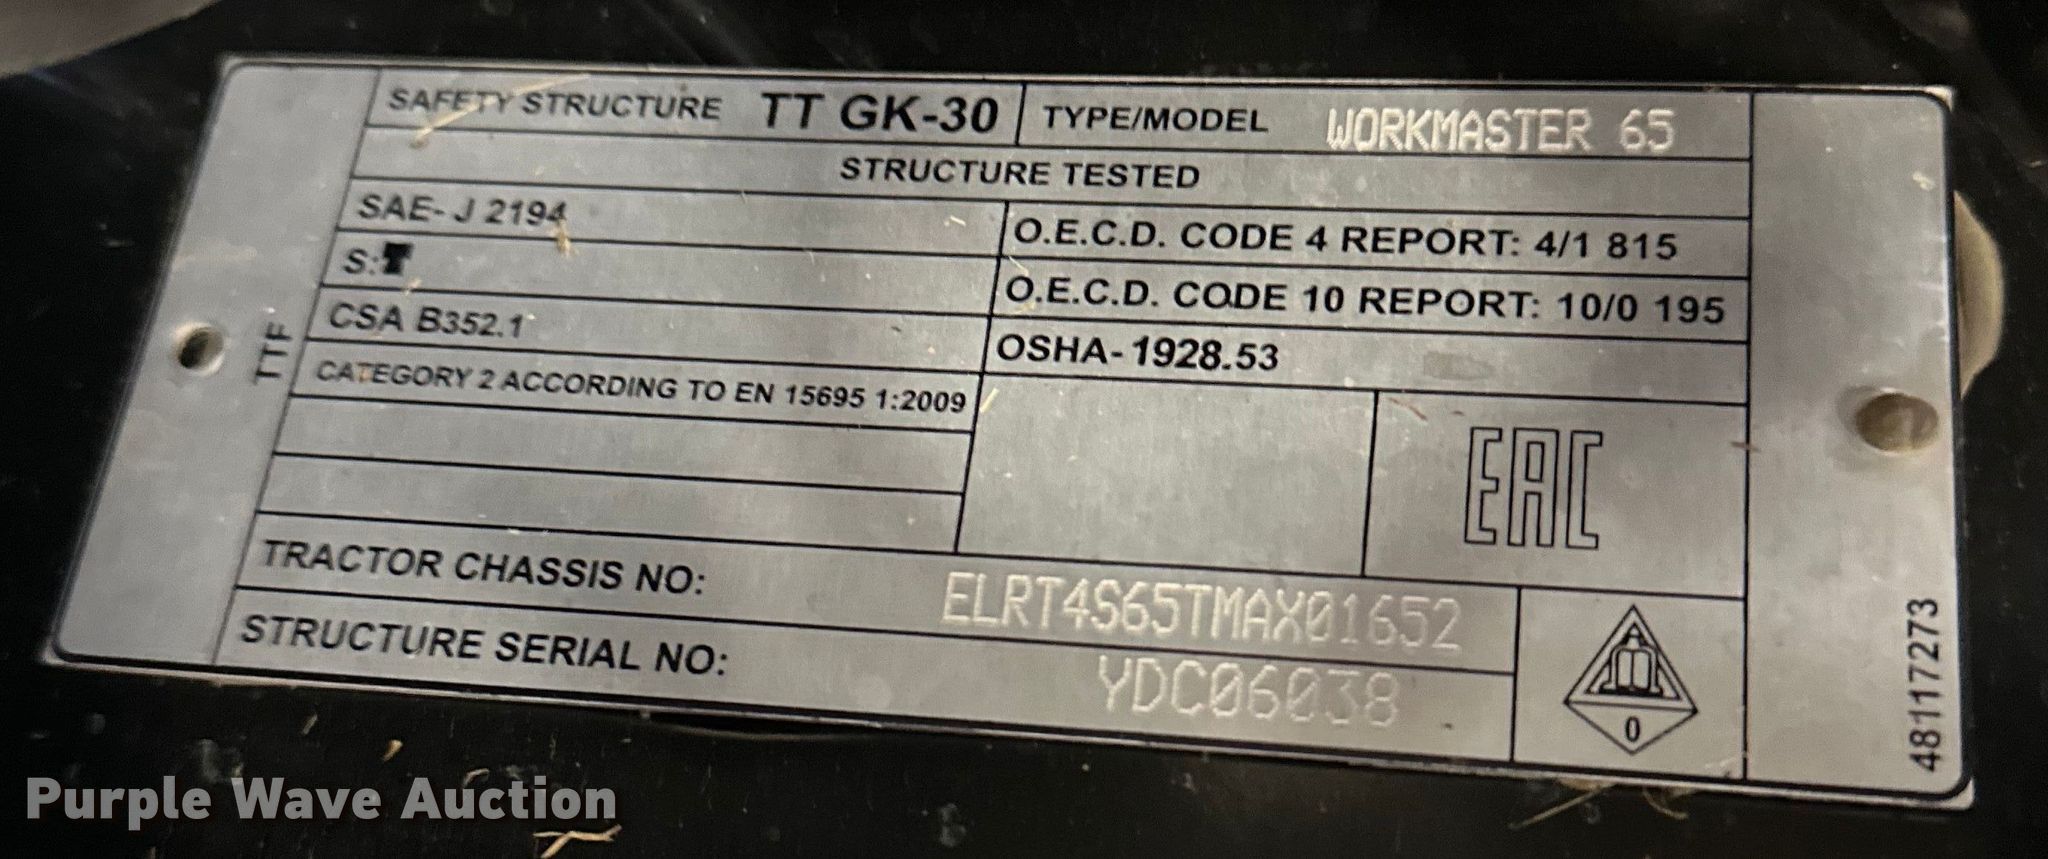 SAFETY STRUCTURE TT GK-30 TYPE/MODEL WORKMASTER 65
STRUCTURE TESTED
SAE- J 2194
O.E.C.D. CODE 4 REPORT: 4/1 815
S:T
O.E.C.D. CODE 10 REPORT: 10/0 195
CSA B352.1
OSHA- 1928.53
CATEGORY 2 ACCORDING TO EN 15695 1:2009
TTF
EAC
TRACTOR CHASSIS NO: ELRT4S65TMAX01652
STRUCTURE SERIAL NO: YDC06038
0
48117273
Purple Wave Auction